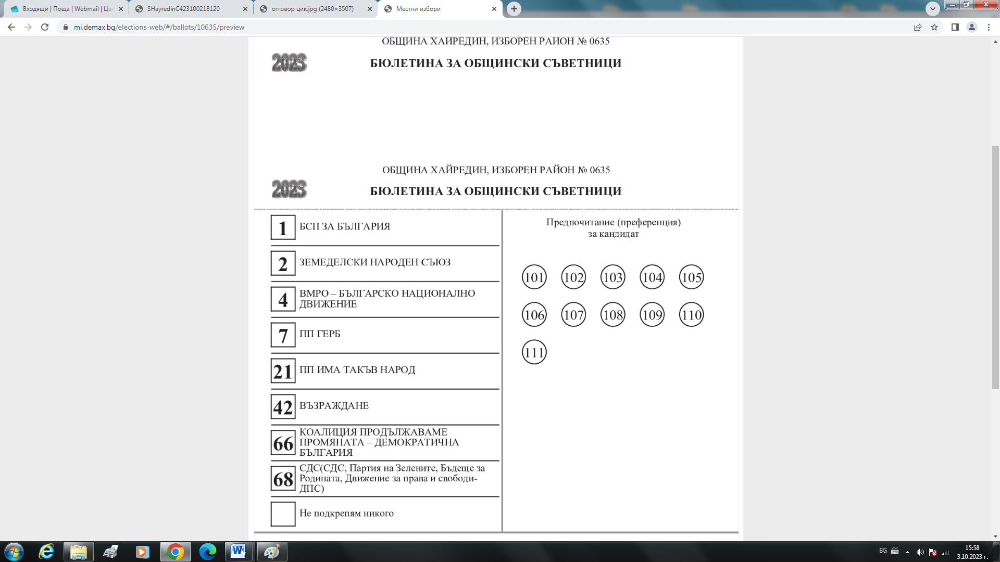 Входящи | Поща | Webmail | Це
SHayredinC423100218120
отговор цик.jpg (2480×3507)
Местни избори
mi.demax.bg/elections-web/#/ballots/10635/preview
ОБЩИНА ХАЙРЕДИН, ИЗБОРЕН РАЙОН № 0635
2023
БЮЛЕТИНА ЗА ОБЩИНСКИ СЪВЕТНИЦИ
ОБЩИНА ХАЙРЕДИН, ИЗБОРЕН РАЙОН № 0635
2023
БЮЛЕТИНА ЗА ОБЩИНСКИ СЪВЕТНИЦИ
1 БСП ЗА БЪЛГАРИЯ
2 ЗЕМЕДЕЛСКИ НАРОДЕН СЪЮЗ
4 ВМРО – БЪЛГАРСКО НАЦИОНАЛНО
ДВИЖЕНИЕ
7 ПП ГЕРБ
21 ПП ИМА ТАКЪВ НАРОД
42 ВЪЗРАЖДАНЕ
66 КОАЛИЦИЯ ПРОДЪЛЖАВАМЕ
ПРОМЯНАТА – ДЕМОКРАТИЧНА
БЪЛГАРИЯ
68 СДС(СДС, Партия на Зелените, Бъдеще за
Родината, Движение за права и свободи-
ДПС)
Не подкрепям никого
Предпочитание (преференция)
за кандидат
101 102 103 104 105
106 107 108 109 110
111
BG
15:58
3.10.2023 г.